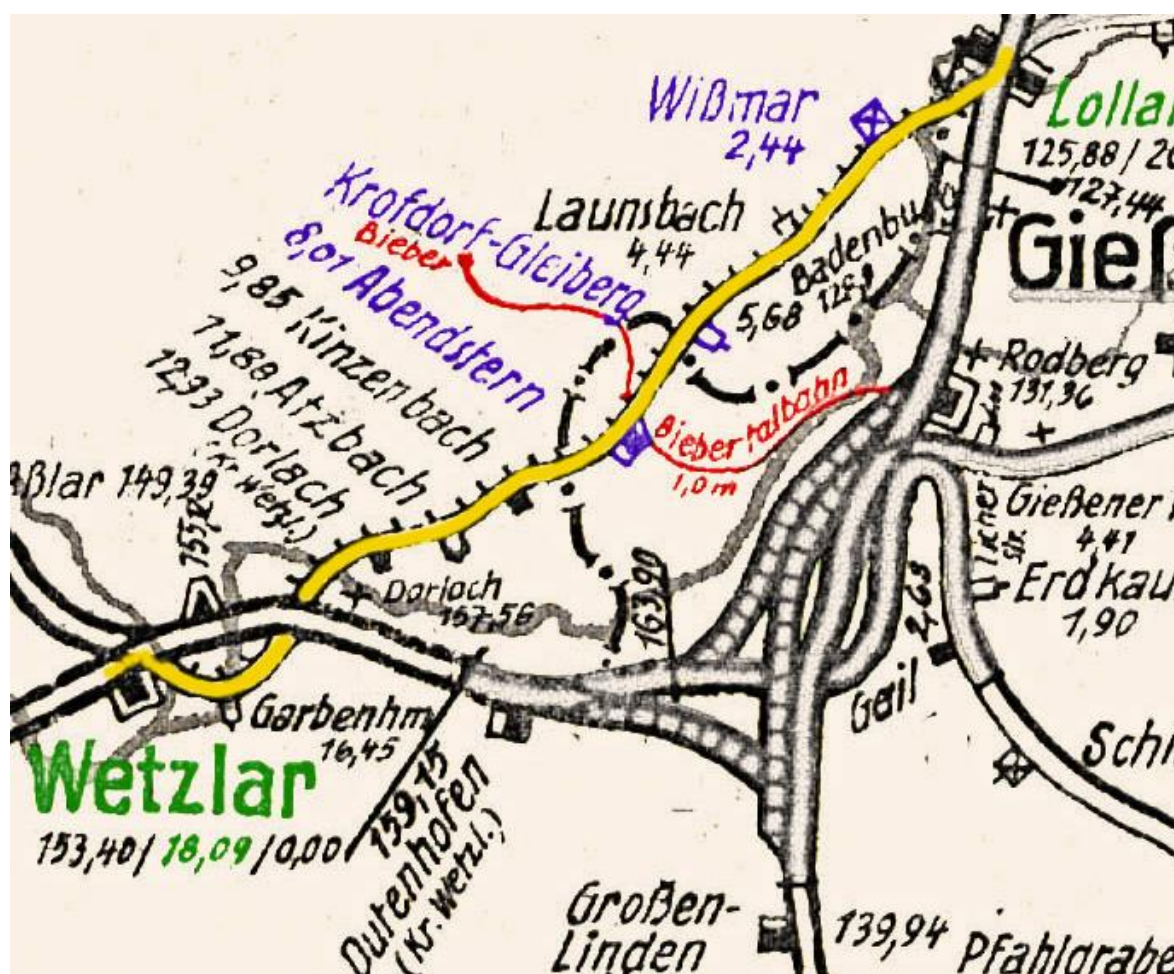 Wißmar
2,44
Lollar
125,88 / 20
127,44
Krofdorf-Gleiberg
Bieber
Launsbach
4,44
Badenburg
Gieß
8,01 Abendstern
5,68
9,85 Kinzenbach
11,88 Atzbach
12,93 Dorlach
(Kr. Wetzl.)
Rodberg
131,36
Biebertalbahn
1,0 m
ßlar 149,39
Gießener
4,41
Erdkau
1,90
Dorlach
157,56
163,90
2,63
Gail
Garbenhm
16,45
Wetzlar
153,40 / 18,09 / 0,00
159,15
Dutenhofen
(Kr. Wetzl.)
Schi
Großen-
Linden
139,94
Pfahlgrabe